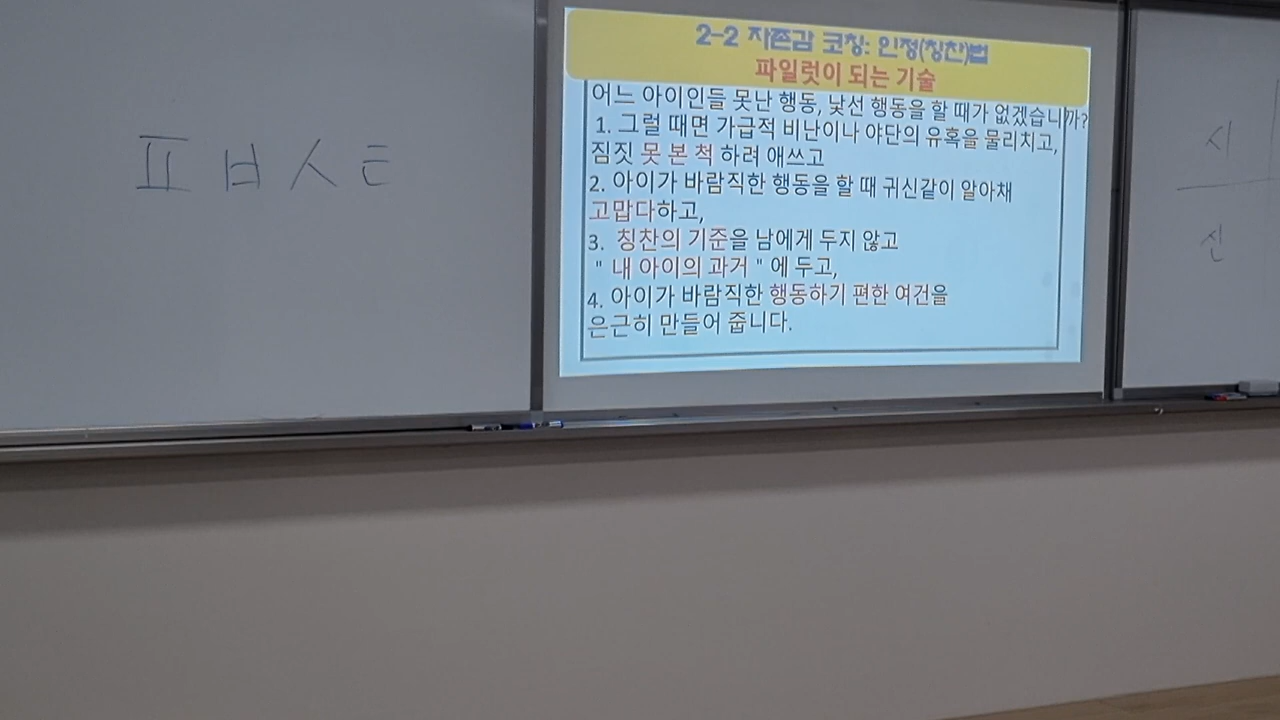 ㅍ ㅂ ㅅ ㅌ
2-2 자존감 코칭: 인정(칭찬)법
파일럿이 되는 기술
어느 아이인들 못난 행동, 낯선 행동을 할 때가 없겠습니까?
1. 그럴 때면 가급적 비난이나 야단의 유혹을 물리치고,
짐짓 못 본 척 하려 애쓰고
2. 아이가 바람직한 행동을 할 때 귀신같이 알아채
고맙다하고,
3. 칭찬의 기준을 남에게 두지 않고
" 내 아이의 과거 " 에 두고,
4. 아이가 바람직한 행동하기 편한 여건을
은근히 만들어 줍니다.
시
신